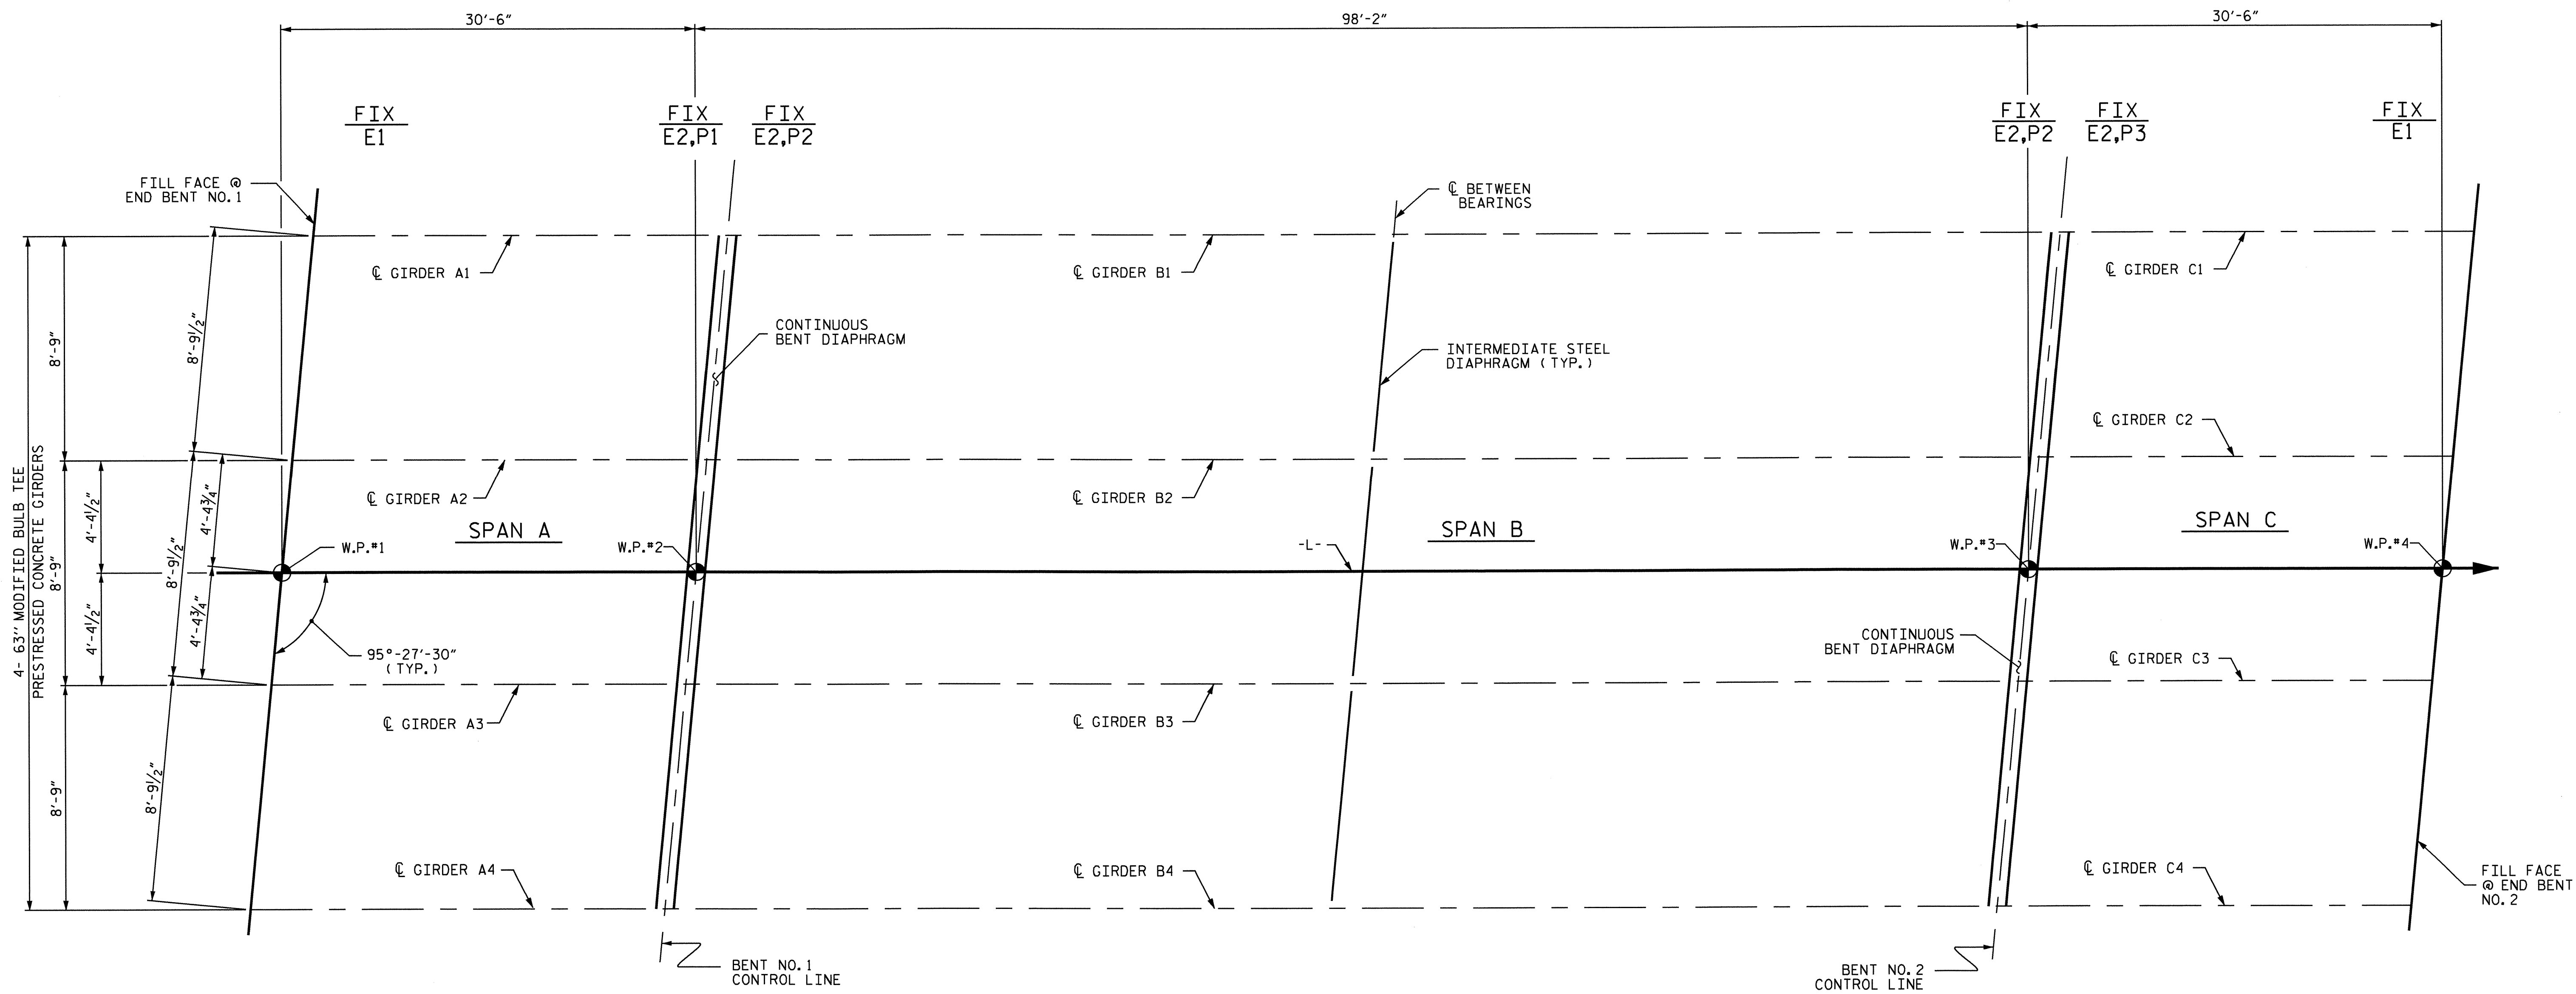 30'-6"
98'-2"
30'-6"
FIX
E1
FIX
E2,P1
FIX
E2,P2
FIX
E2,P2
FIX
E2,P3
FIX
E1
FILL FACE @
END BENT NO.1
℄ BETWEEN
BEARINGS
℄ GIRDER A1
℄ GIRDER B1
℄ GIRDER C1
CONTINUOUS
BENT DIAPHRAGM
INTERMEDIATE STEEL
DIAPHRAGM (TYP.)
8'-9½"
8'-9"
℄ GIRDER C2
4- 63" MODIFIED BULB TEE
PRESTRESSED CONCRETE GIRDERS
℄ GIRDER A2
℄ GIRDER B2
4'-4½"
4'-4¾"
8'-9½"
8'-9"
SPAN A
SPAN B
SPAN C
W.P.#1
W.P.#2
-L-
W.P.#3
W.P.#4
4'-4½"
4'-4¾"
95°-27'-30"
(TYP.)
CONTINUOUS
BENT DIAPHRAGM
℄ GIRDER C3
℄ GIRDER A3
℄ GIRDER B3
8'-9½"
8'-9"
℄ GIRDER A4
℄ GIRDER B4
℄ GIRDER C4
FILL FACE
@ END BENT
NO.2
BENT NO.1
CONTROL LINE
BENT NO.2
CONTROL LINE